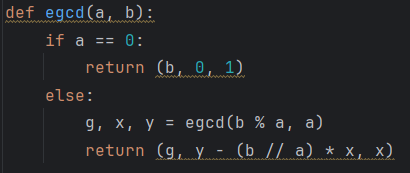 def egcd(a, b):
    if a == 0:
        return (b, 0, 1)
    else:
        g, x, y = egcd(b % a, a)
        return (g, y - (b // a) * x, x)